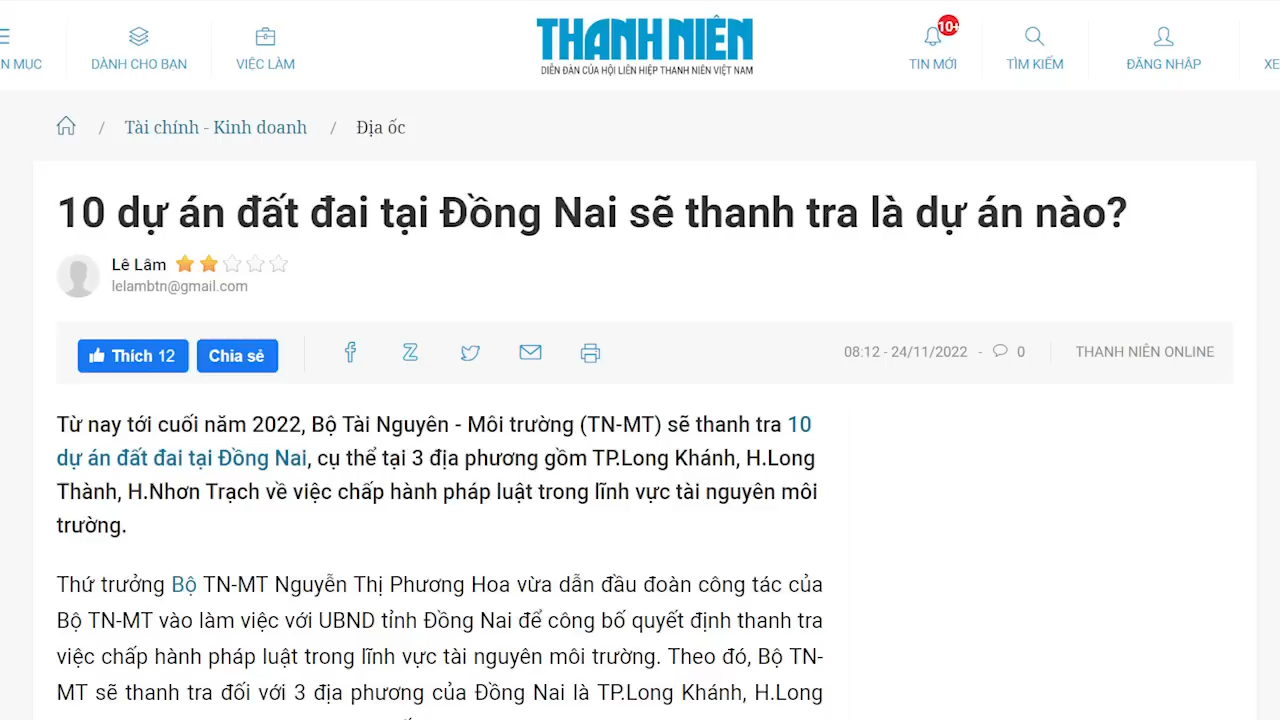 N MỤC
DÀNH CHO BẠN
VIỆC LÀM
THANH NIÊN
DIỄN ĐÀN CỦA HỘI LIÊN HIỆP THANH NIÊN VIỆT NAM
10+
TIN MỚI
TÌM KIẾM
ĐĂNG NHẬP
XE
/ Tài chính - Kinh doanh / Địa ốc
10 dự án đất đai tại Đồng Nai sẽ thanh tra là dự án nào?
Lê Lâm
lelambtn@gmail.com
Thích 12
Chia sẻ
08:12 - 24/11/2022 - 0
THANH NIÊN ONLINE
Từ nay tới cuối năm 2022, Bộ Tài Nguyên - Môi trường (TN-MT) sẽ thanh tra 10
dự án đất đai tại Đồng Nai, cụ thể tại 3 địa phương gồm TP.Long Khánh, H.Long
Thành, H.Nhơn Trạch về việc chấp hành pháp luật trong lĩnh vực tài nguyên môi
trường.
Thứ trưởng Bộ TN-MT Nguyễn Thị Phương Hoa vừa dẫn đầu đoàn công tác của
Bộ TN-MT vào làm việc với UBND tỉnh Đồng Nai để công bố quyết định thanh tra
việc chấp hành pháp luật trong lĩnh vực tài nguyên môi trường. Theo đó, Bộ TN-
MT sẽ thanh tra đối với 3 địa phương của Đồng Nai là TP.Long Khánh, H.Long